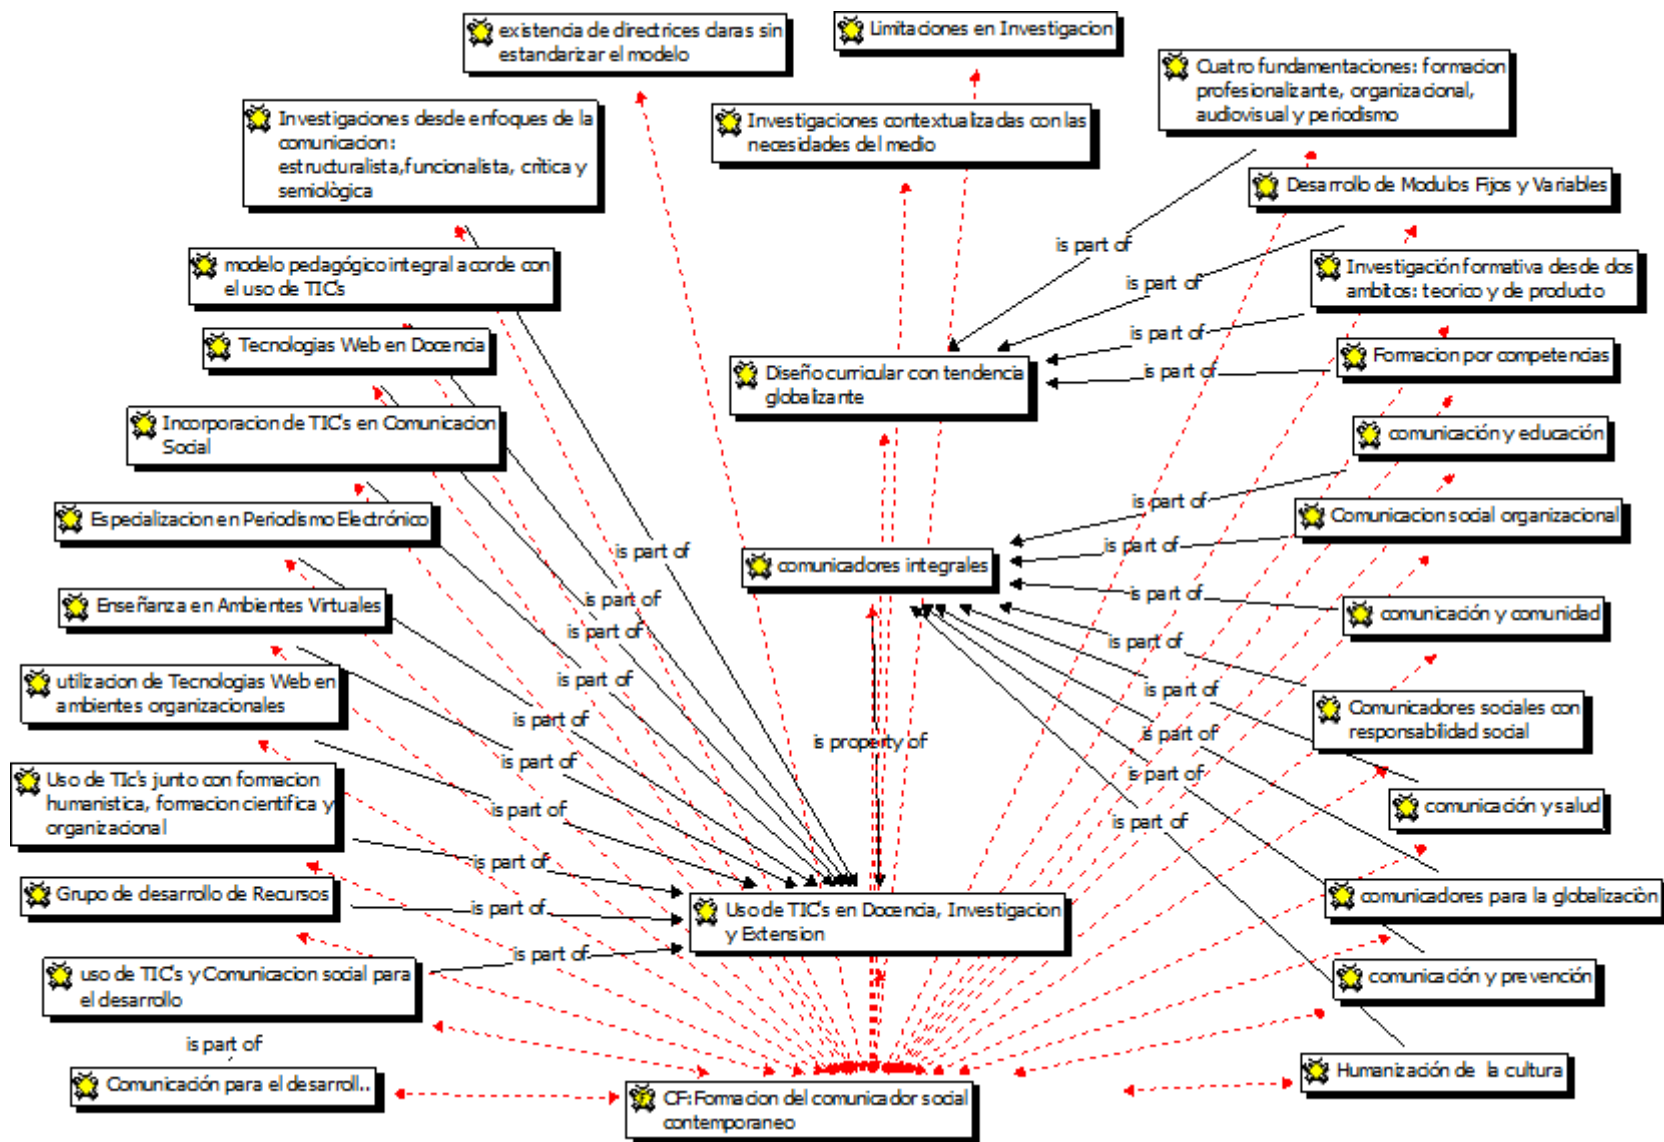 existencia de directrices claras sin
estandarizar el modelo
Limitaciones en Investigacion
Cuatro fundamentaciones: formacion
profesionalizante, organizacional,
audiovisual y periodismo
Investigaciones desde enfoques de la
comunicacion:
estructuralista,funcionalista, crìtica y
semiològica
Investigaciones contextualizadas con las
necesidades del medio
Desarrollo de Modulos Fijos y Variables
is part of
modelo pedagógico integral acorde con
el uso de TIC's
Investigación formativa desde dos
ambitos: teorico y de producto
is part of
Tecnologias Web en Docencia
is part of
Formacion por competencias
is part of
Diseño curricular con tendencia
globalizante
Incorporacion de TIC's en Comunicacion
Social
comunicación y educación
is part of
Especializacion en Periodismo Electrónico
Comunicacion social organizacional
is part of
is part of
comunicadores integrales
Enseñanza en Ambientes Virtuales
is part of
is part of
comunicación y comunidad
is part of
is part of
utilizacion de Tecnologias Web en
ambientes organizacionales
is part of
is part of
Comunicadores sociales con
responsabilidad social
is part of
is part of
is property of
is part of
is part of
Uso de TIc's junto con formacion
humanistica, formacion cientifica y
organizacional
is part of
comunicación y salud
is part of
is part of
Grupo de desarrollo de Recursos
is part of
Uso de TIC's en Docencia, Investigacion
y Extension
comunicadores para la globalizaciòn
is part of
uso de TIC's y Comunicacion social para
el desarrollo
comunicación y prevención
is part of
Comunicación para el desarroll..
CF:Formacion del comunicador social
contemporaneo
Humanización de la cultura